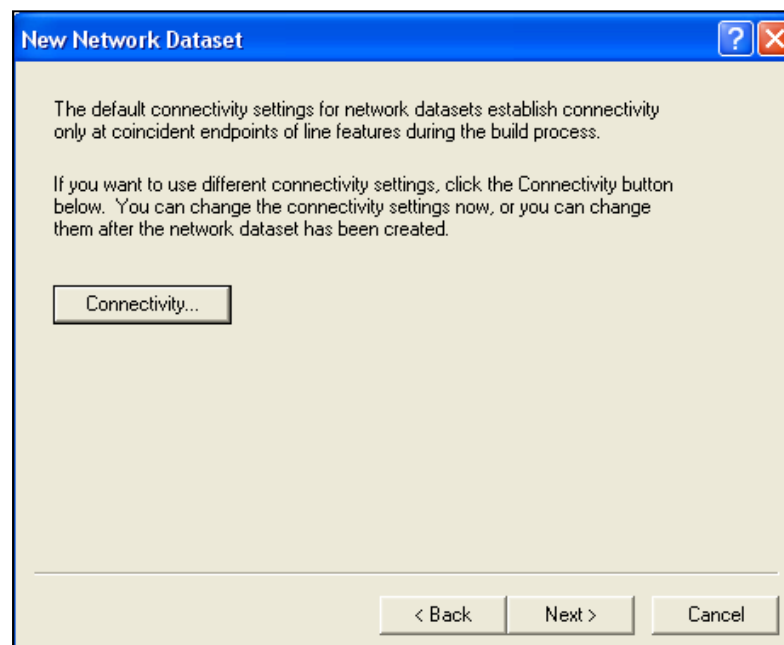 New Network Dataset
The default connectivity settings for network datasets establish connectivity
only at coincident endpoints of line features during the build process.
If you want to use different connectivity settings, click the Connectivity button
below. You can change the connectivity settings now, or you can change
them after the network dataset has been created.
Connectivity...
< Back Next > Cancel